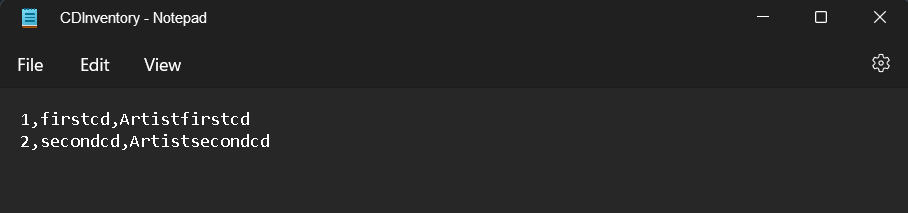 CDInventory - Notepad
File Edit View
1,firstcd,Artistfirstcd
2,secondcd,Artistsecondcd